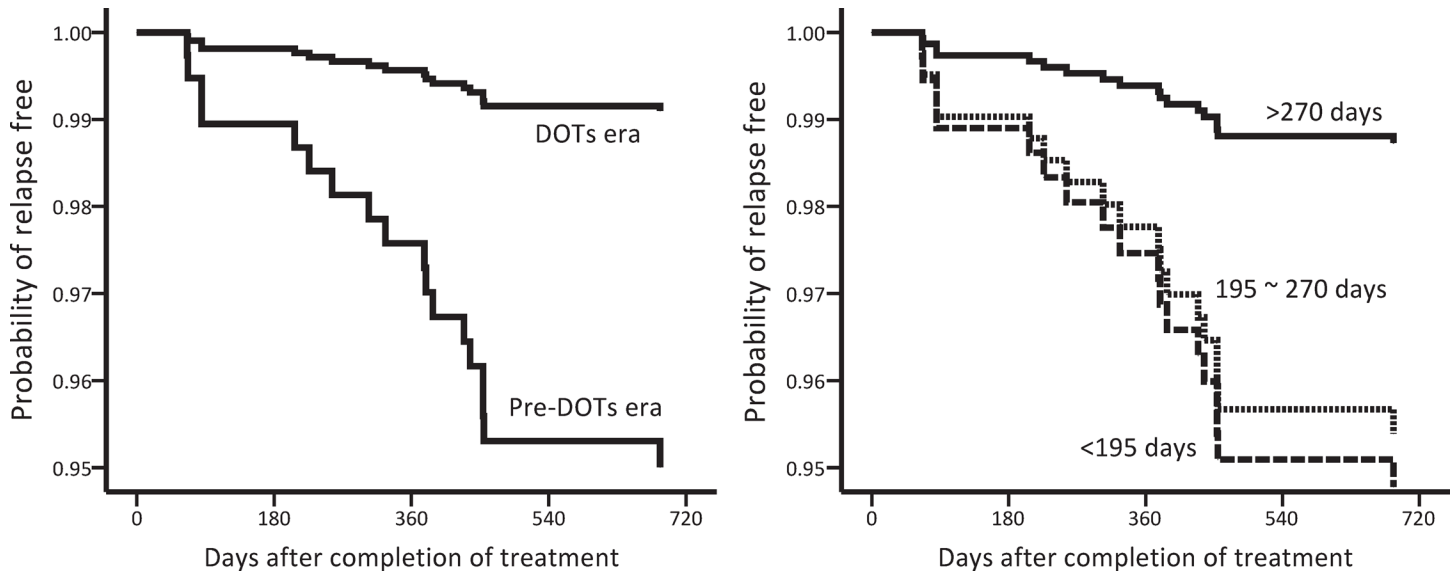 Probability of relapse free
1.00
0.99
0.98
0.97
0.96
0.95
DOTs era
Pre-DOTs era
0 180 360 540 720
Days after completion of treatment
Probability of relapse free
1.00
0.99
0.98
0.97
0.96
0.95
>270 days
195 ~ 270 days
<195 days
0 180 360 540 720
Days after completion of treatment